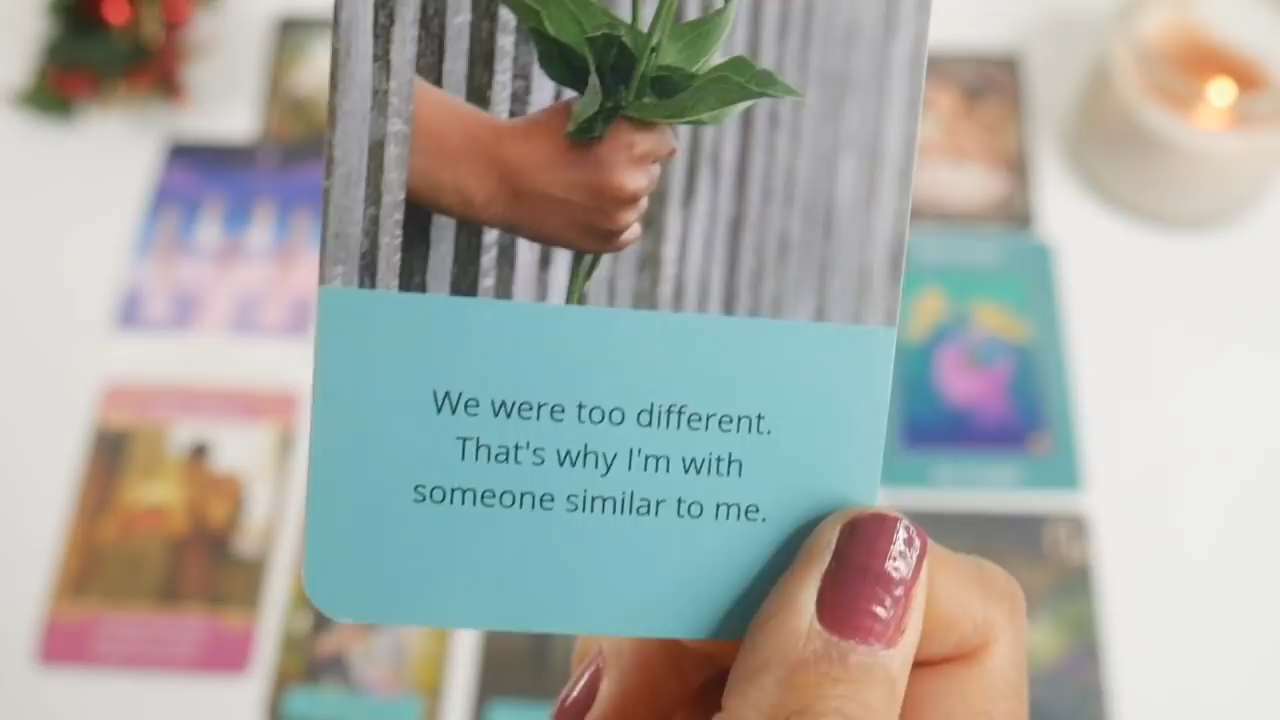 We were too different.
That's why I'm with
someone similar to me.